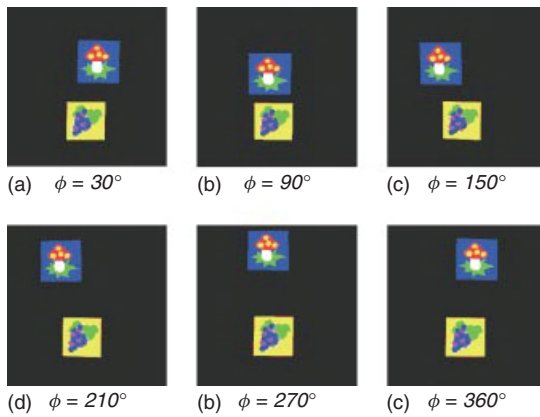 (a) ϕ = 30°
(b) ϕ = 90°
(c) ϕ = 150°
(d) ϕ = 210°
(b) ϕ = 270°
(c) ϕ = 360°